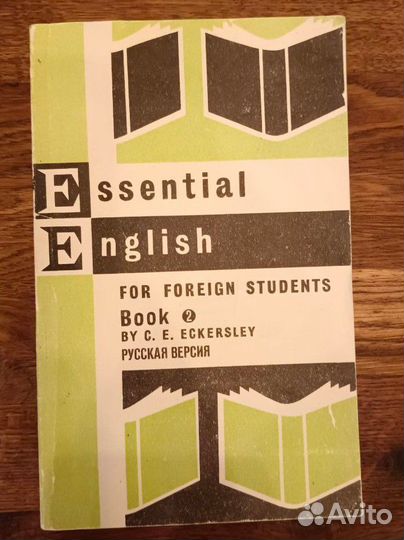 Essential
English
FOR FOREIGN STUDENTS
Book 2
BY C. E. ECKERSLEY
РУССКАЯ ВЕРСИЯ
Avito